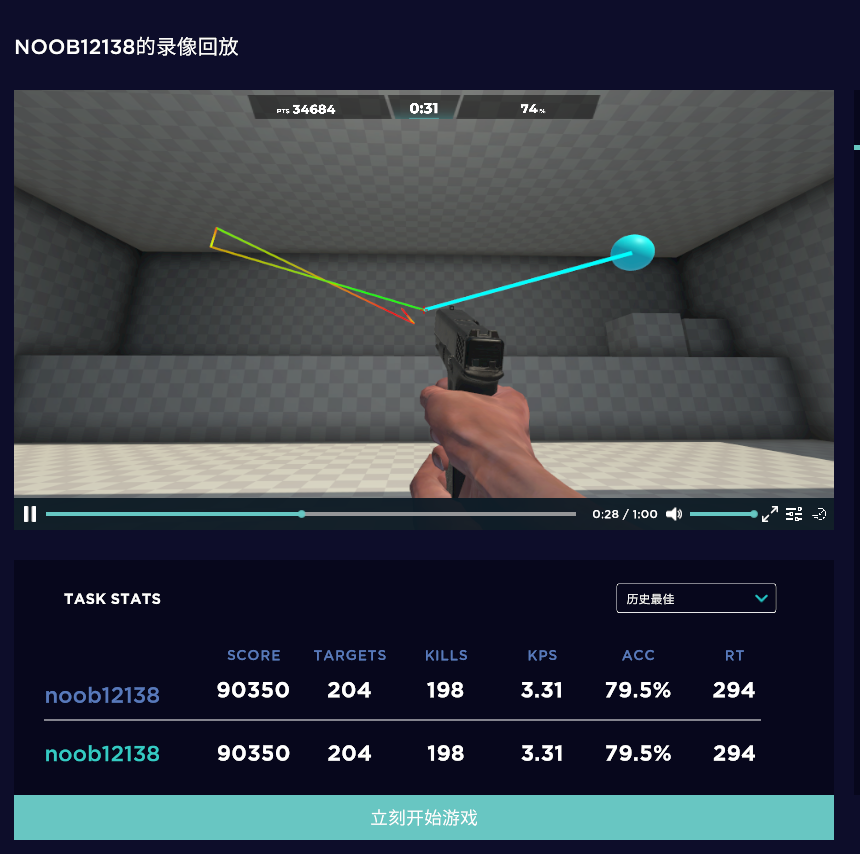 NOOB12138的录像回放
PTS 34684 0:31 74%
0:28 / 1:00
TASK STATS 历史最佳
SCORE TARGETS KILLS KPS ACC RT
noob12138 90350 204 198 3.31 79.5% 294
noob12138 90350 204 198 3.31 79.5% 294
立刻开始游戏